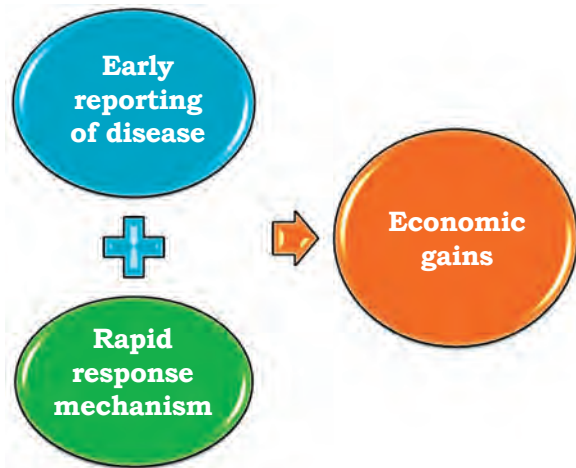 Early
reporting
of disease
Economic
gains
Rapid
response
mechanism